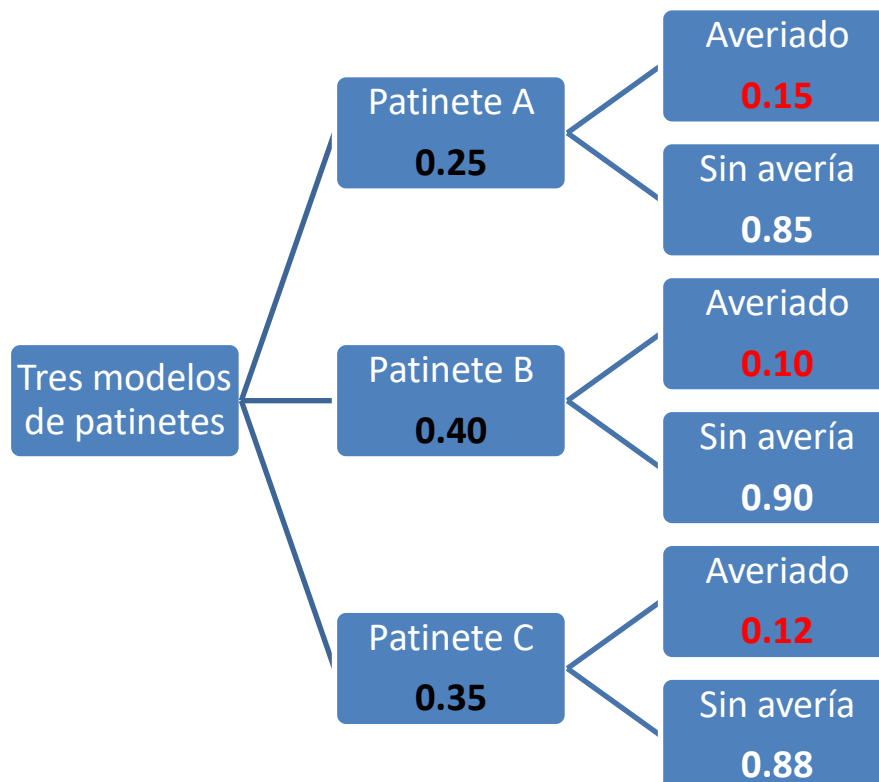 Tres modelos
de patinetes
Patinete A
0.25
Averiado
0.15
Sin avería
0.85
Patinete B
0.40
Averiado
0.10
Sin avería
0.90
Patinete C
0.35
Averiado
0.12
Sin avería
0.88